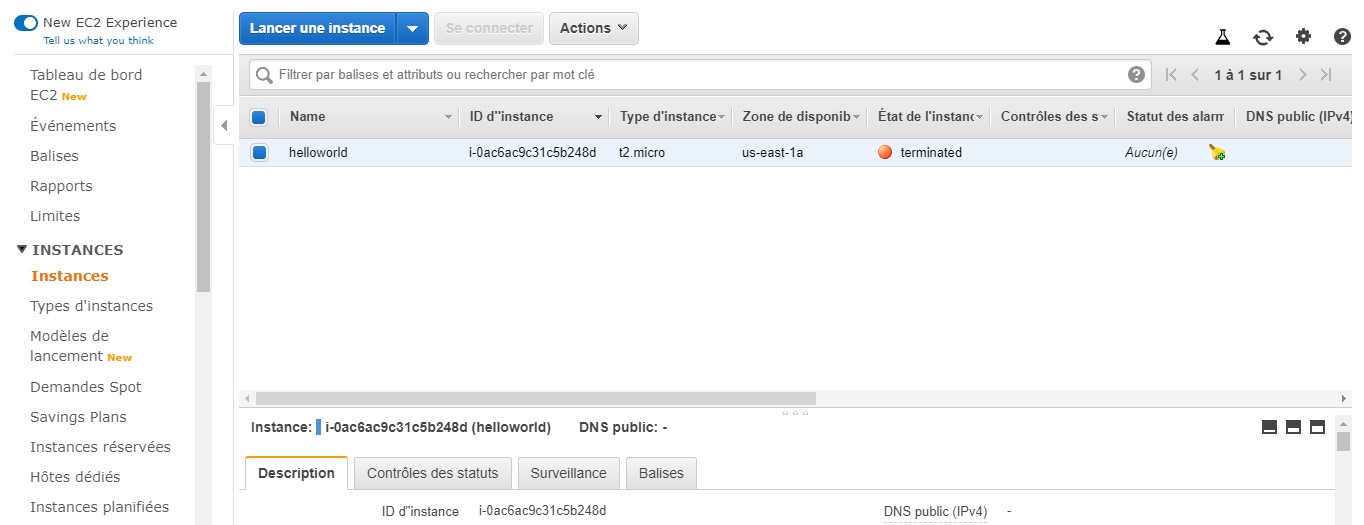 New EC2 Experience
Tell us what you think
Tableau de bord
EC2 New
Événements
Balises
Rapports
Limites
INSTANCES
Instances
Types d'instances
Modèles de
lancement New
Demandes Spot
Savings Plans
Instances réservées
Hôtes dédiés
Instances planifiées
Lancer une instance Se connecter Actions
Filtrer par balises et attributs ou rechercher par mot clé ? 1 à 1 sur 1
Name ID d"instance Type d'instance Zone de disponib État de l'instanc Contrôles des s Statut des alarm DNS public (IPv4)
helloworld i-0ac6ac9c31c5b248d t2.micro us-east-1a terminated Aucun(e)
Instance: i-0ac6ac9c31c5b248d (helloworld) DNS public: -
Description Contrôles des statuts Surveillance Balises
ID d"instance i-0ac6ac9c31c5b248d DNS public (IPv4) -